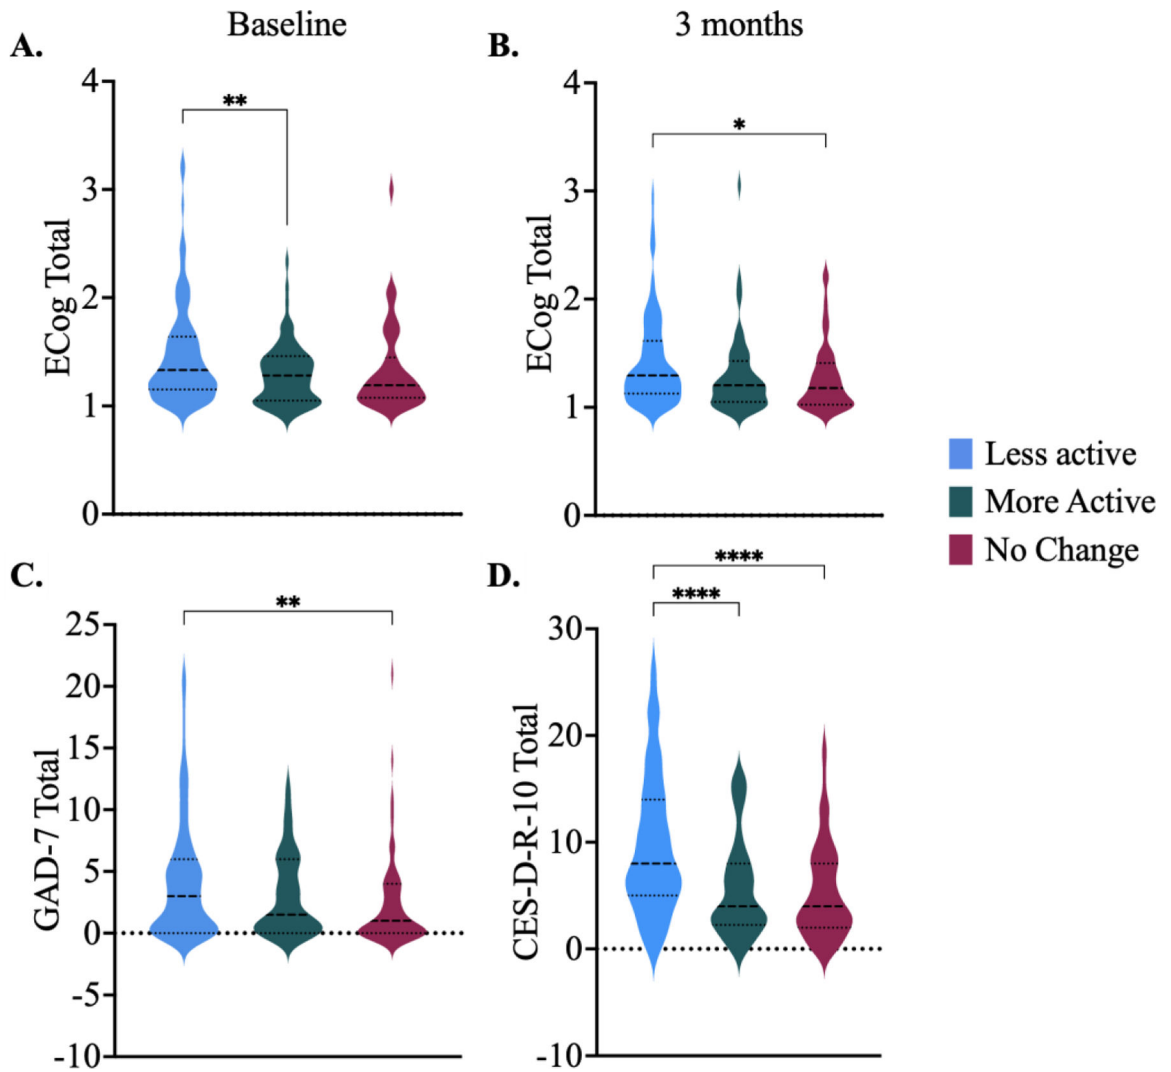 Baseline
3 months
A.
B.
ECog Total
4
3
2
1
0
**
ECog Total
4
3
2
1
0
*
Less active
More Active
No Change
C.
D.
GAD-7 Total
25
20
15
10
5
0
-5
-10
**
CES-D-R-10 Total
30
20
10
0
-10
****
****